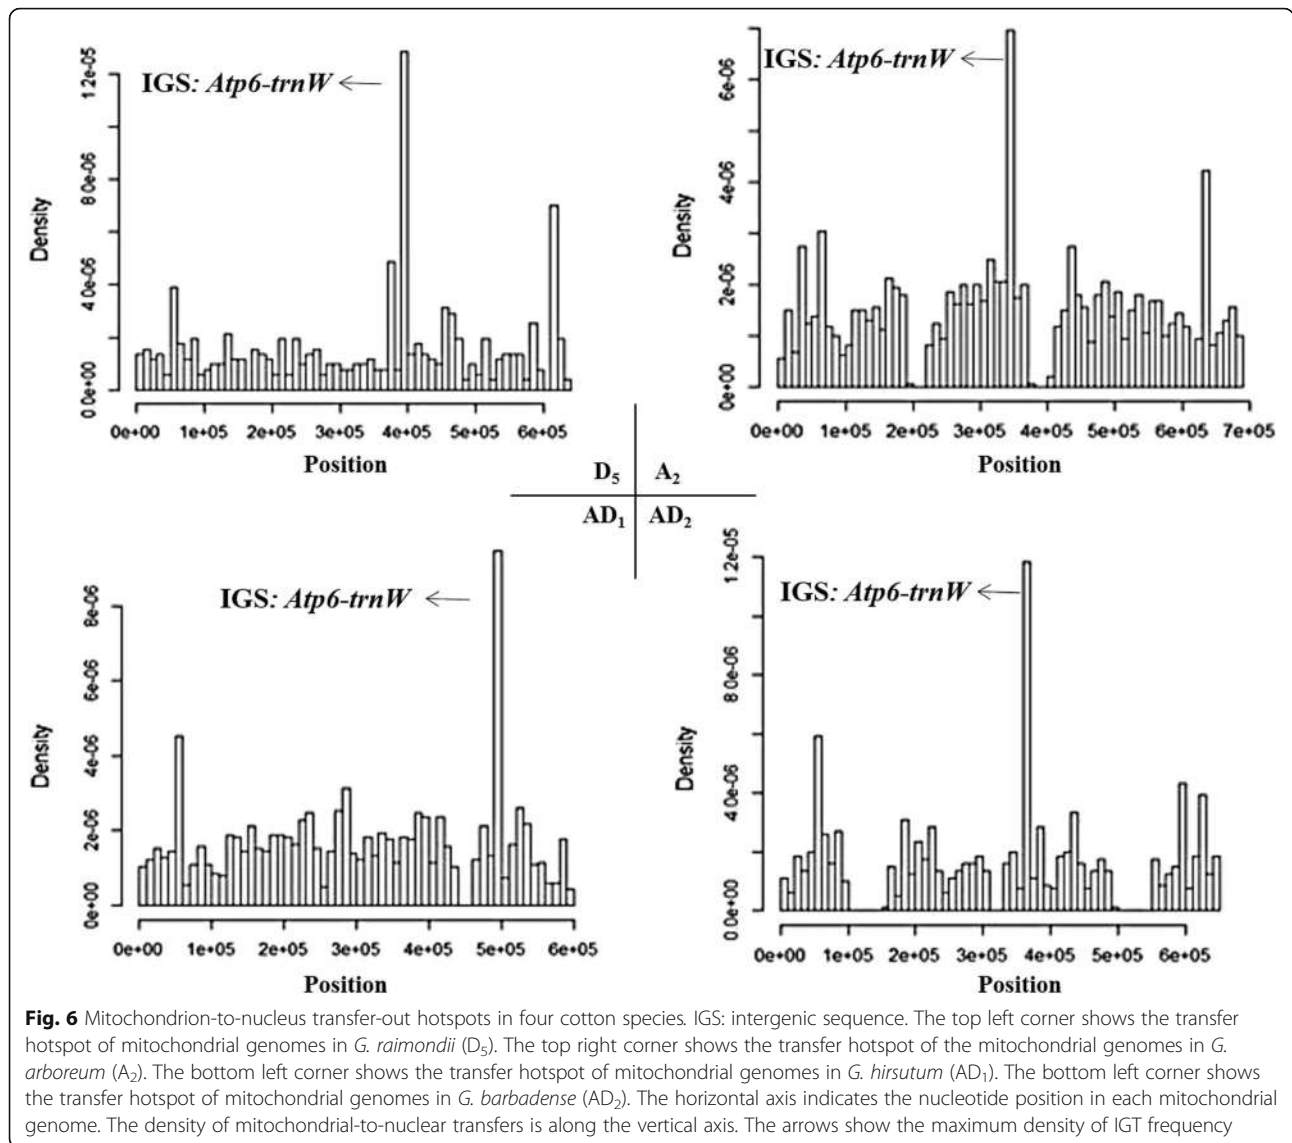 IGS: Atp6-trnW
Density
0.0e+00 4.0e-06 8.0e-06 1.2e-05
0e+00 1e+05 2e+05 3e+05 4e+05 5e+05 6e+05
Position
IGS: Atp6-trnW
Density
0e+00 2e-06 4e-06 6e-06
0e+00 1e+05 2e+05 3e+05 4e+05 5e+05 6e+05 7e+05
Position
D5 A2
AD1 AD2
IGS: Atp6-trnW
Density
0e+00 2e-06 4e-06 6e-06 8e-06
0e+00 1e+05 2e+05 3e+05 4e+05 5e+05 6e+05
Position
IGS: Atp6-trnW
Density
0.0e+00 4.0e-06 8.0e-06 1.2e-05
0e+00 1e+05 2e+05 3e+05 4e+05 5e+05 6e+05
Position
Fig. 6 Mitochondrion-to-nucleus transfer-out hotspots in four cotton species. IGS: intergenic sequence. The top left corner shows the transfer
hotspot of mitochondrial genomes in G. raimondii (D5). The top right corner shows the transfer hotspot of the mitochondrial genomes in G.
arboreum (A2). The bottom left corner shows the transfer hotspot of mitochondrial genomes in G. hirsutum (AD1). The bottom left corner shows
the transfer hotspot of mitochondrial genomes in G. barbadense (AD2). The horizontal axis indicates the nucleotide position in each mitochondrial
genome. The density of mitochondrial-to-nuclear transfers is along the vertical axis. The arrows show the maximum density of IGT frequency